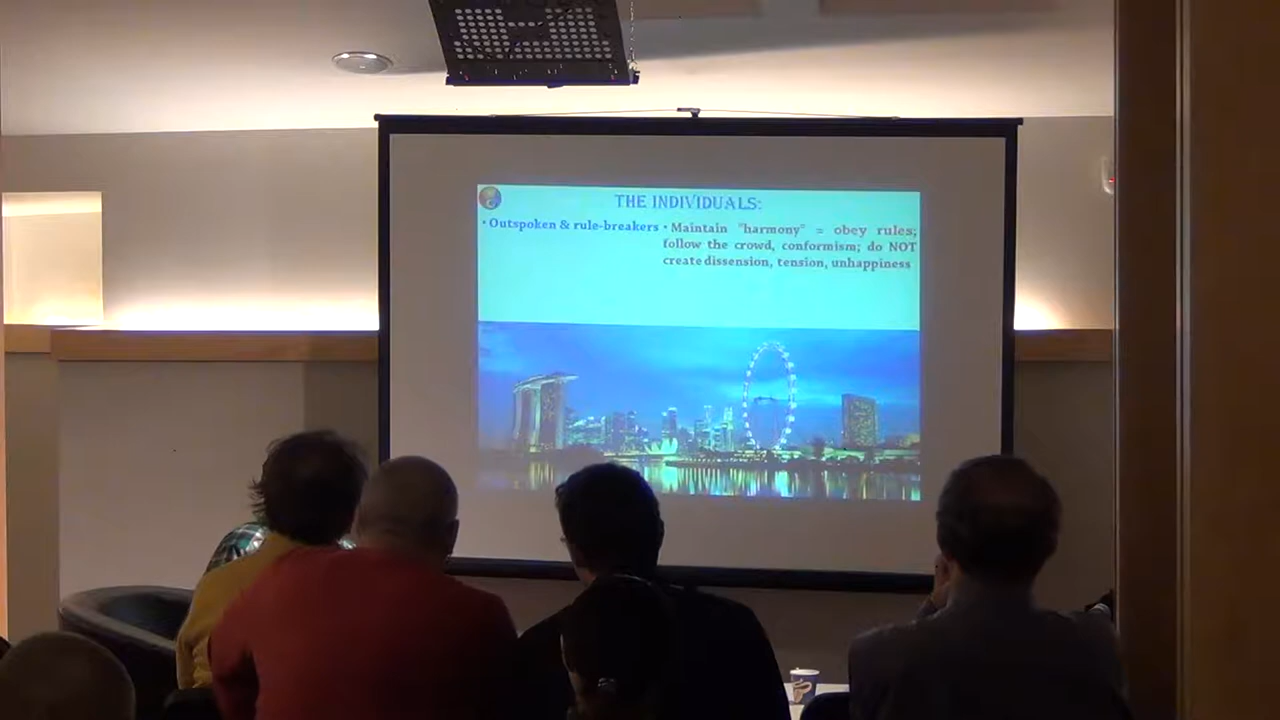 THE INDIVIDUALS:
• Outspoken & rule-breakers
• Maintain "harmony" = obey rules;
follow the crowd, conformism; do NOT
create dissension, tension, unhappiness